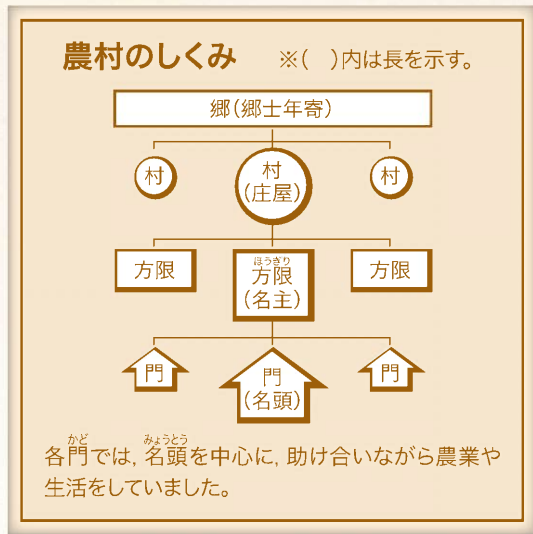 農村のしくみ ※( )内は長を示す。
郷(郷士年寄)
村 村 村
(庄屋)
ほうぎり
方限 方限 方限
(名主)
門 門 門
(名頭)
かど みょうとう
各門では, 名頭を中心に, 助け合いながら農業や
生活をしていました。